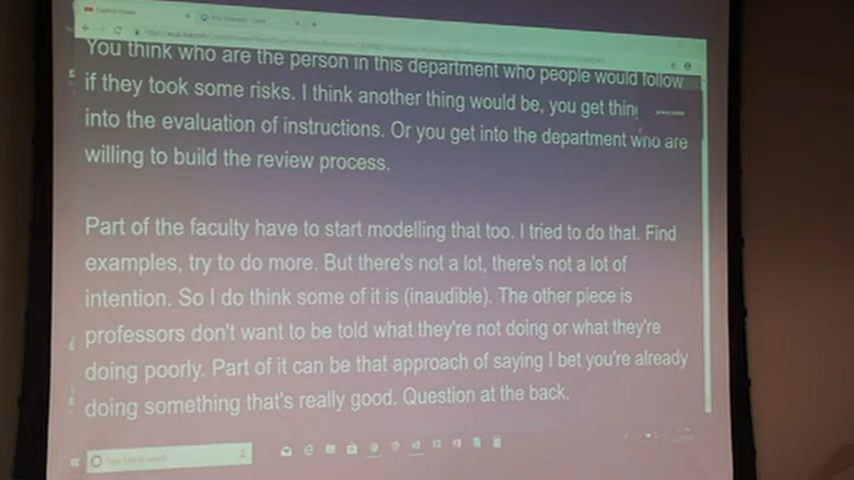 You think who are the person in this department who people would follow
if they took some risks. I think another thing would be, you get thing
into the evaluation of instructions. Or you get into the department who are
willing to build the review process.
Part of the faculty have to start modelling that too. I tried to do that. Find
examples, try to do more. But there's not a lot, there's not a lot of
intention. So I do think some of it is (inaudible). The other piece is
professors don't want to be told what they're not doing or what they're
doing poorly. Part of it can be that approach of saying I bet you're already
doing something that's really good. Question at the back.